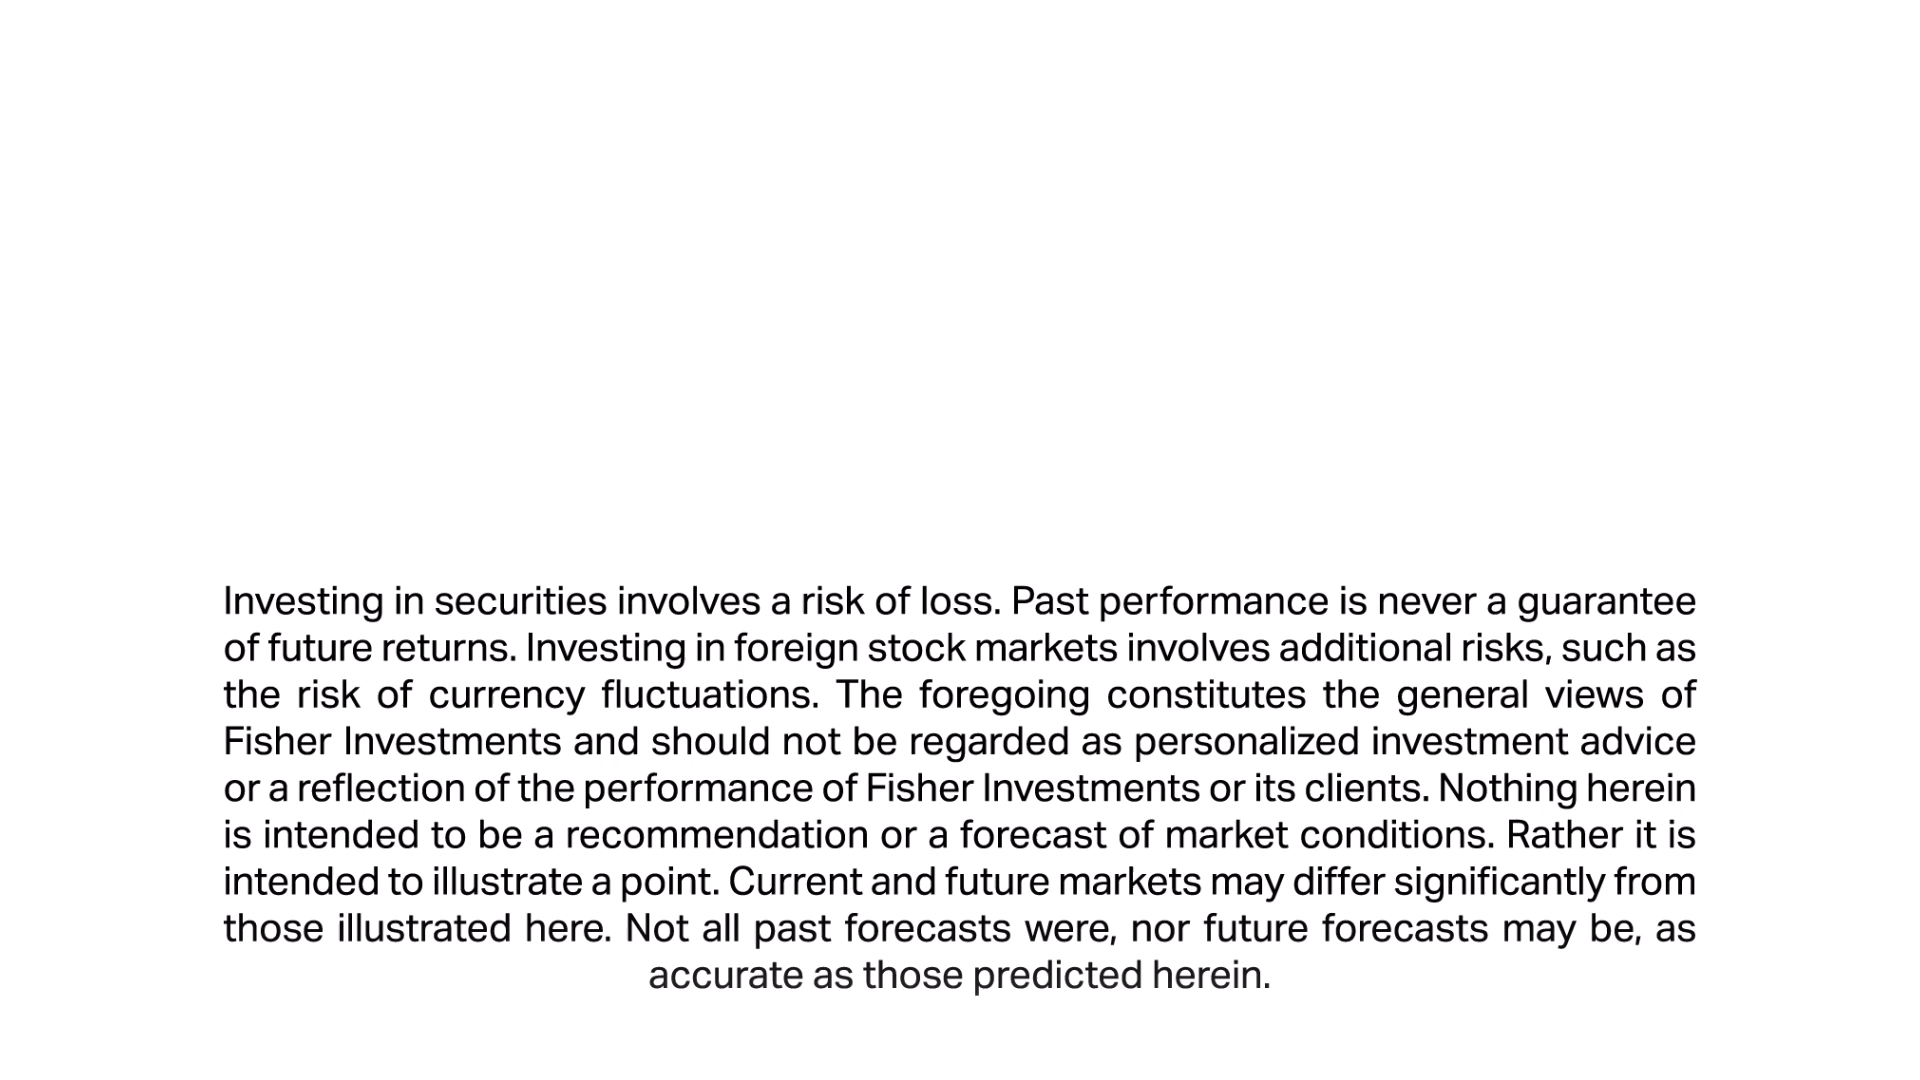 Investing in securities involves a risk of loss. Past performance is never a guarantee
of future returns. Investing in foreign stock markets involves additional risks, such as
the risk of currency fluctuations. The foregoing constitutes the general views of
Fisher Investments and should not be regarded as personalized investment advice
or a reflection of the performance of Fisher Investments or its clients. Nothing herein
is intended to be a recommendation or a forecast of market conditions. Rather it is
intended to illustrate a point. Current and future markets may differ significantly from
those illustrated here. Not all past forecasts were, nor future forecasts may be, as
accurate as those predicted herein.